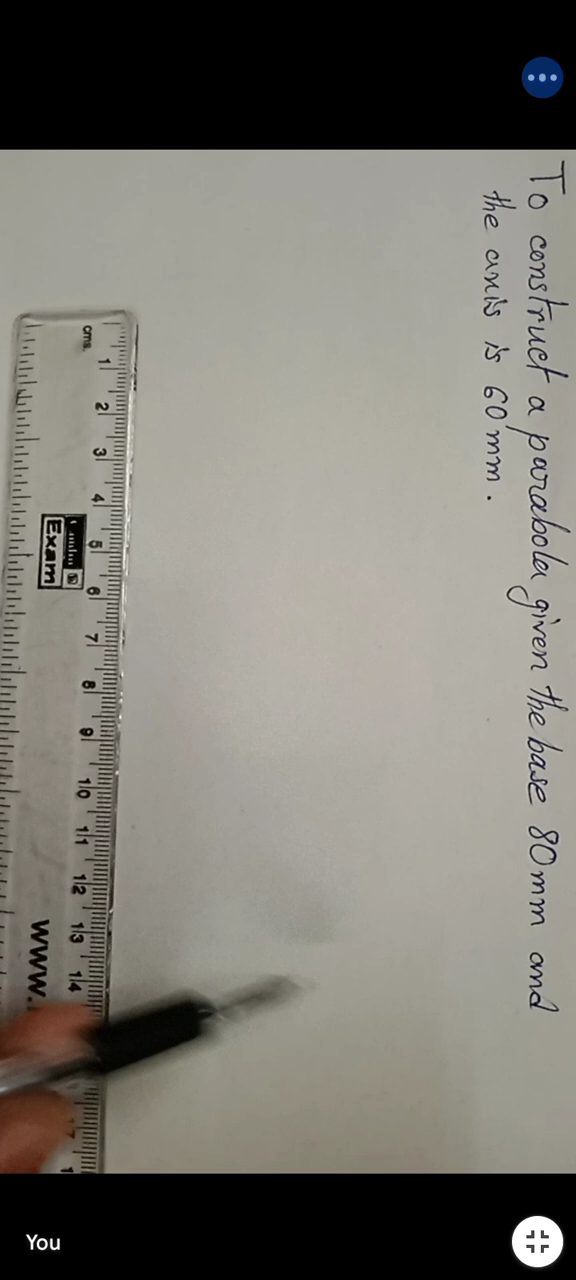 To construct a parabola given the base 80mm and
the axis is 60mm.
cms. 1 2 3 4 5 6 7 8 9 10 11 12 13 14
Exam
www.
You